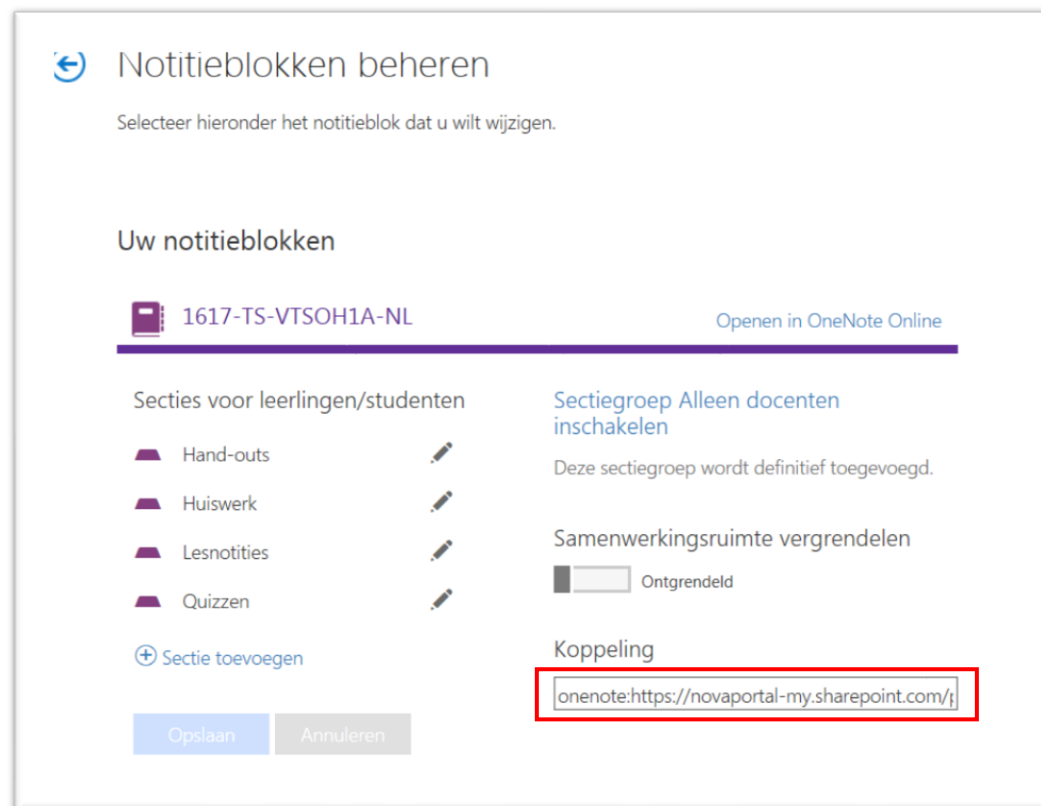 Notitieblokken beheren
Selecteer hieronder het notitieblok dat u wilt wijzigen.
Uw notitieblokken
1617-TS-VTSOH1A-NL
Openen in OneNote Online
Secties voor leerlingen/studenten
Hand-outs
Huiswerk
Lesnotities
Quizzen
Sectie toevoegen
Opslaan
Annuleren
Sectiegroep Alleen docenten
inschakelen
Deze sectiegroep wordt definitief toegevoegd.
Samenwerkingsruimte vergrendelen
Ontgrendeld
Koppeling
onenote:https://novaportal-my.sharepoint.com/p